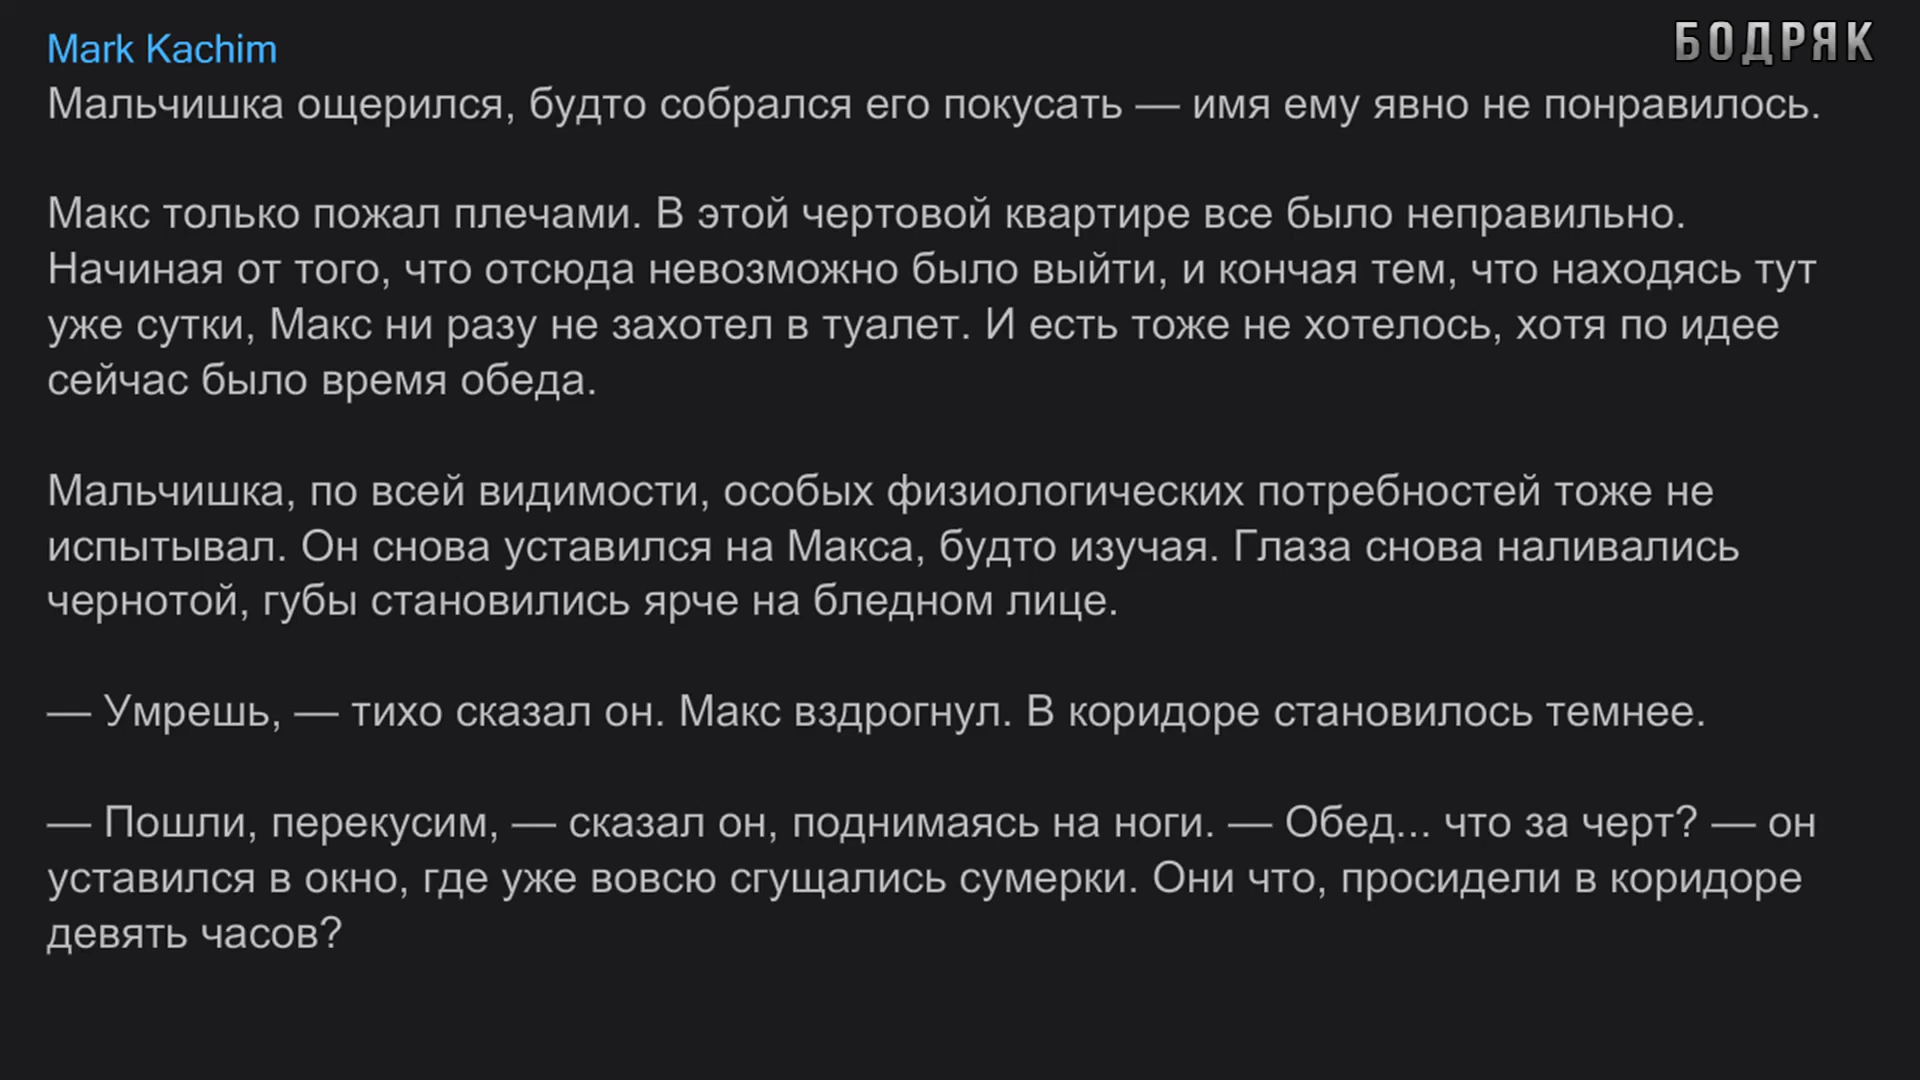 Mark Kachim
БОДРЯК
Мальчишка ощерился, будто собрался его покусать — имя ему явно не понравилось.
Макс только пожал плечами. В этой чертовой квартире все было неправильно.
Начиная от того, что отсюда невозможно было выйти, и кончая тем, что находясь тут
уже сутки, Макс ни разу не захотел в туалет. И есть тоже не хотелось, хотя по идее
сейчас было время обеда.
Мальчишка, по всей видимости, особых физиологических потребностей тоже не
испытывал. Он снова уставился на Макса, будто изучая. Глаза снова наливались
чернотой, губы становились ярче на бледном лице.
— Умрешь, — тихо сказал он. Макс вздрогнул. В коридоре становилось темнее.
— Пошли, перекусим, — сказал он, поднимаясь на ноги. — Обед... что за черт? — он
уставился в окно, где уже вовсю сгущались сумерки. Они что, просидели в коридоре
девять часов?